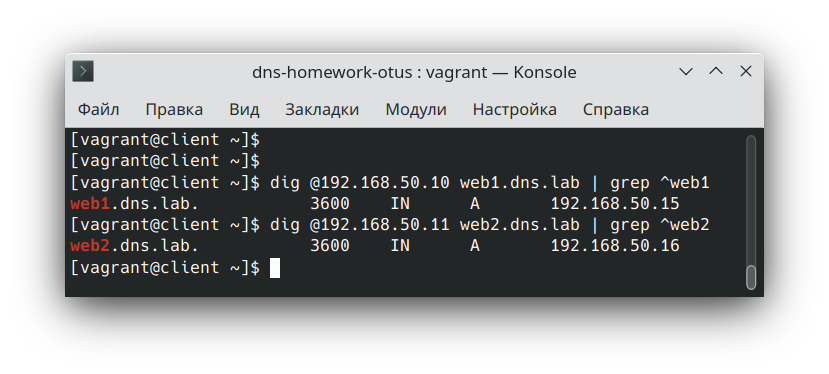 dns-homework-otus : vagrant — Konsole
Файл Правка Вид Закладки Модули Настройка Справка
[vagrant@client ~]$
[vagrant@client ~]$
[vagrant@client ~]$ dig @192.168.50.10 web1.dns.lab | grep ^web1
web1.dns.lab. 3600 IN A 192.168.50.15
[vagrant@client ~]$ dig @192.168.50.11 web2.dns.lab | grep ^web2
web2.dns.lab. 3600 IN A 192.168.50.16
[vagrant@client ~]$